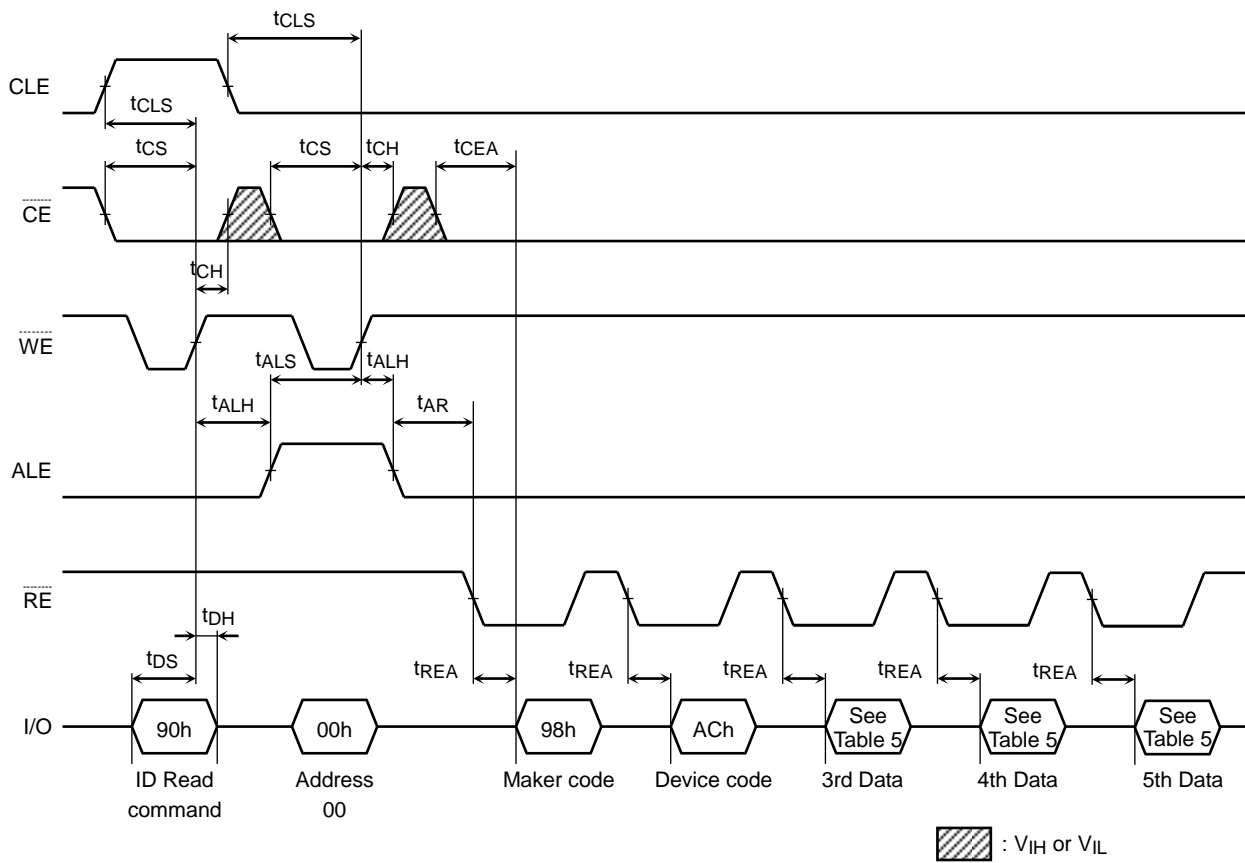 tCLS
CLE
tCLS
tCS
tCS
tCH
tCEA
CE
tCH
WE
tALS
tALH
tALH
tAR
ALE
RE
tDH
tDS
tREA
tREA
tREA
tREA
tREA
I/O
90h
00h
98h
ACh
See
Table 5
See
Table 5
See
Table 5
ID Read
command
Address
00
Maker code
Device code
3rd Data
4th Data
5th Data
: VIH or VIL